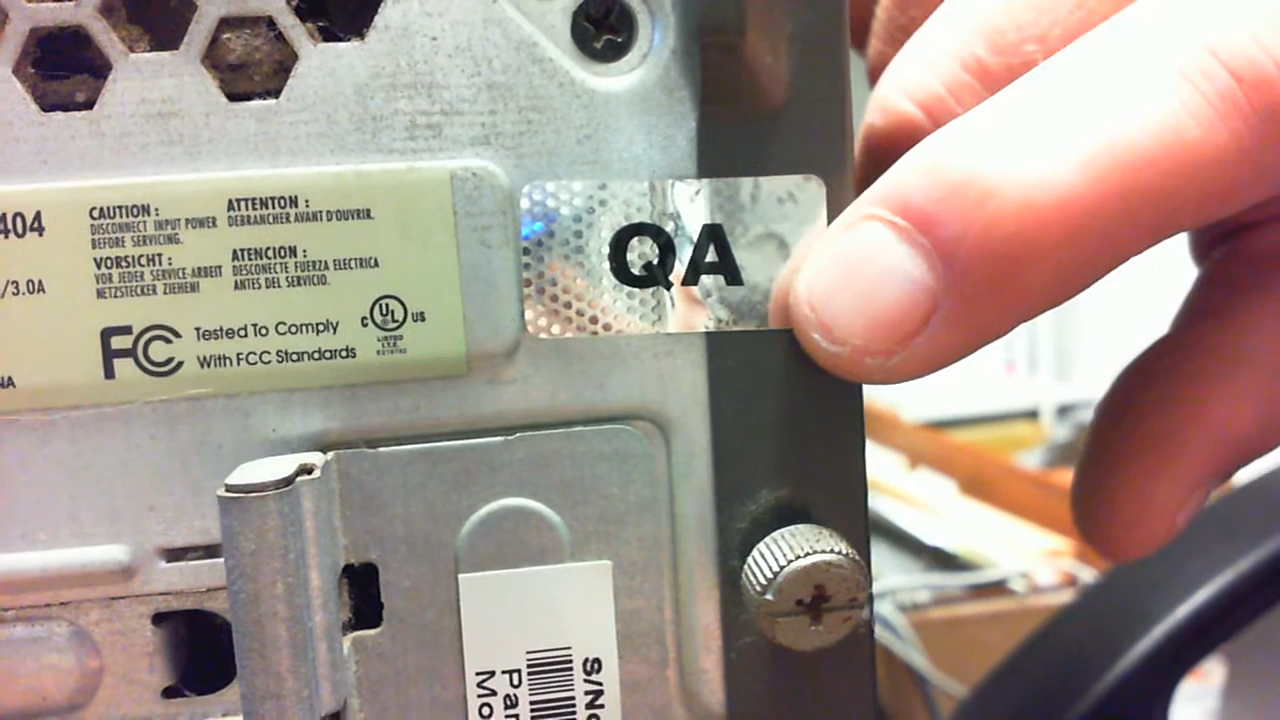 404
/3.0A
NA
CAUTION :
DISCONNECT INPUT POWER
BEFORE SERVICING.
VORSICHT :
VOR JEDER SERVICE-ARBEIT
NETZSTECKER ZIEHEN!
ATTENTON :
DEBRANCHER AVANT D'OUVRIR.
ATENCION :
DESCONECTE FUERZA ELECTRICA
ANTES DEL SERVICIO.
FC Tested To Comply
With FCC Standards
C UL US
LISTED
I.T.E.
QA
S/No
Par
Mo